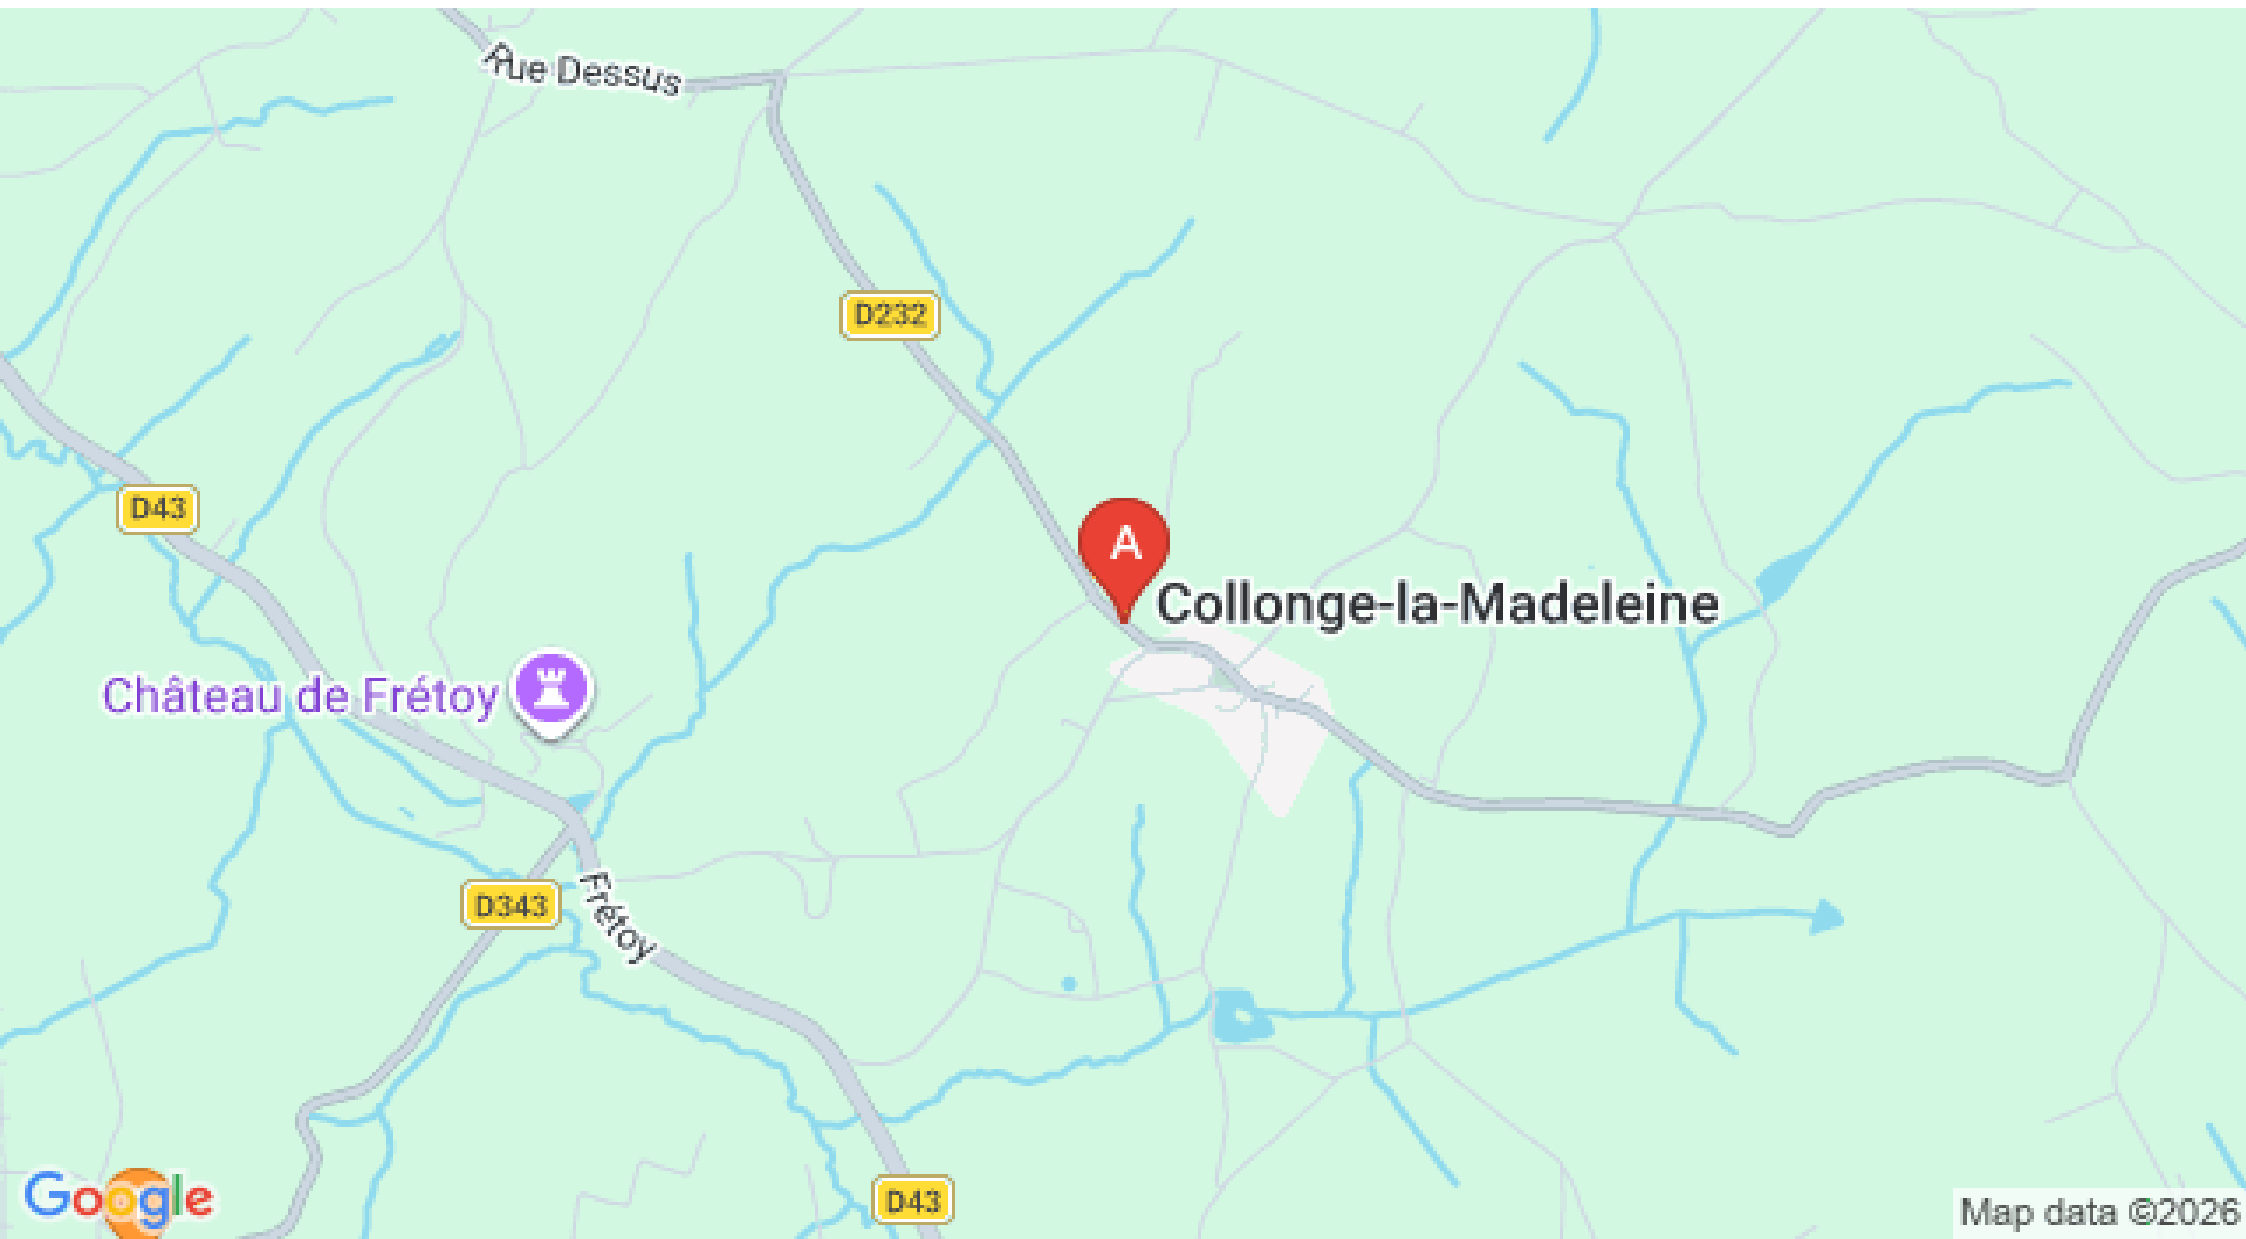 Rue Dessus
D232
D43
A
Collonge-la-Madeleine
Château de Frétoy
D343
Frétoy
D43
Google
Map data ©2026